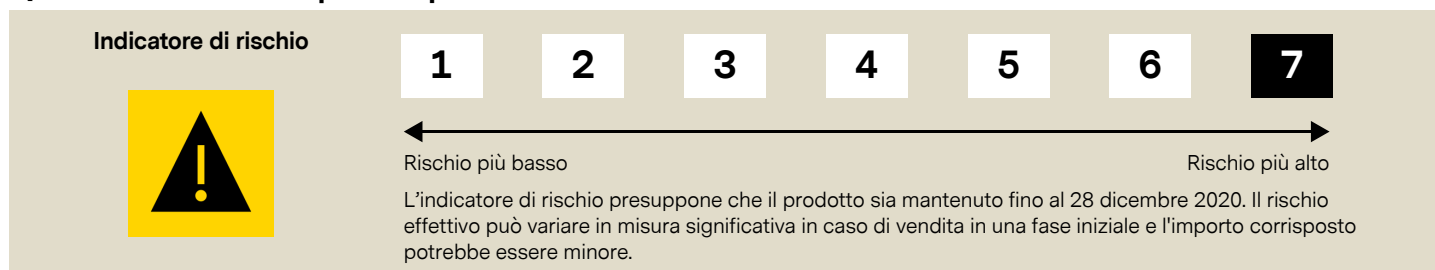 Indicatore di rischio
1 2 3 4 5 6 7
Rischio più basso Rischio più alto
L'indicatore di rischio presuppone che il prodotto sia mantenuto fino al 28 dicembre 2020. Il rischio
effettivo può variare in misura significativa in caso di vendita in una fase iniziale e l'importo corrisposto
potrebbe essere minore.